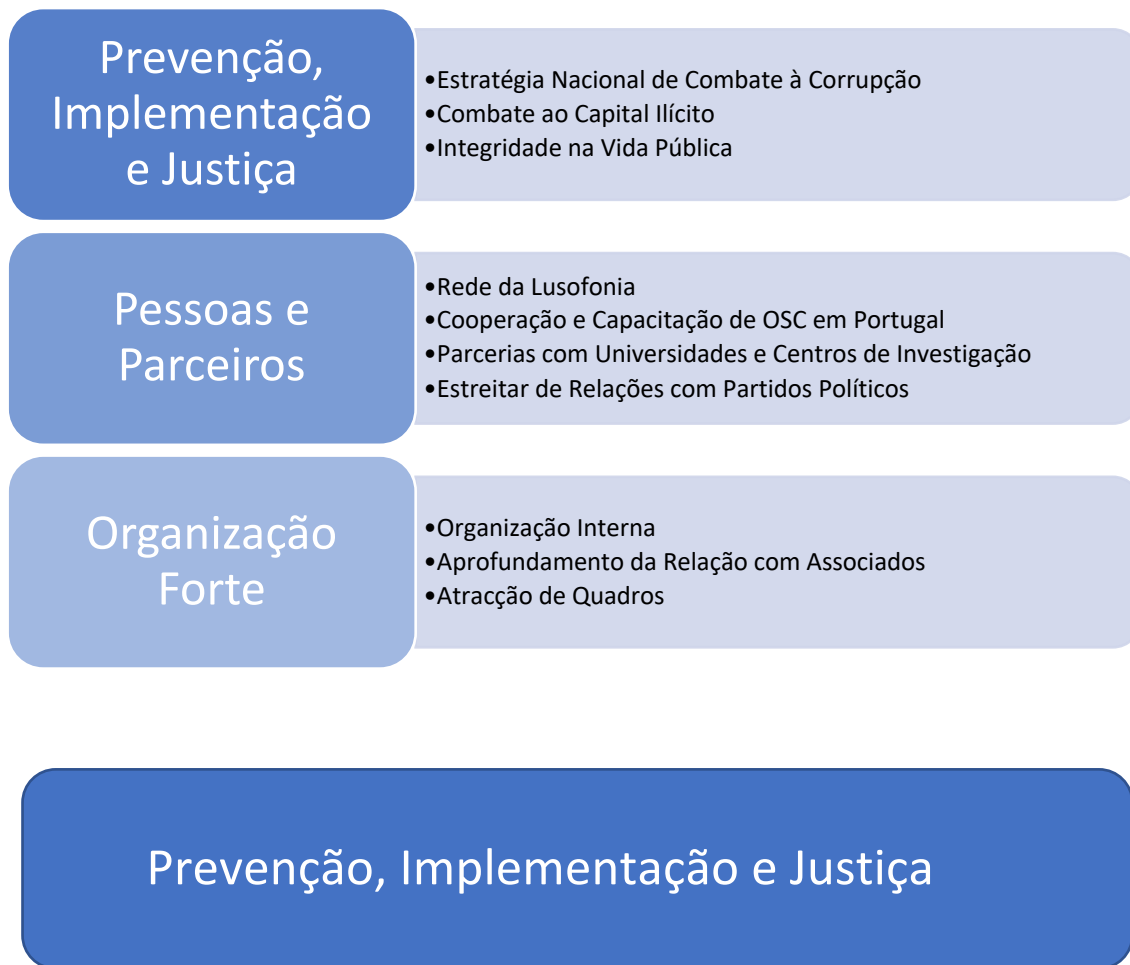 Prevenção,
Implementação
e Justiça
•Estratégia Nacional de Combate à Corrupção
•Combate ao Capital Ilícito
•Integridade na Vida Pública
Pessoas e
Parceiros
•Rede da Lusofonia
•Cooperação e Capacitação de OSC em Portugal
•Parcerias com Universidades e Centros de Investigação
•Estreitar de Relações com Partidos Políticos
Organização
Forte
•Organização Interna
•Aprofundamento da Relação com Associados
•Atracção de Quadros
Prevenção, Implementação e Justiça